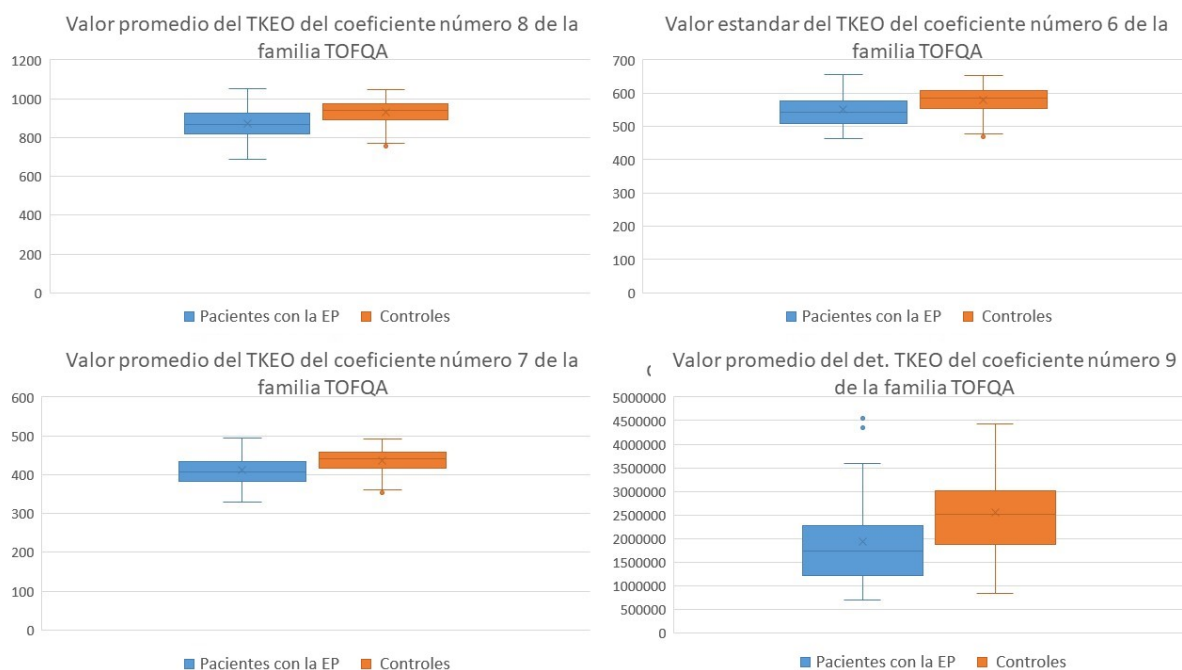 Valor promedio del TKEO del coeficiente número 8 de la
familia TOFQA
1200
1000
800
600
400
200
0
Pacientes con la EP Controles
Valor estandar del TKEO del coeficiente número 6 de la
familia TOFQA
700
600
500
400
300
200
100
0
Pacientes con la EP Controles
Valor promedio del TKEO del coeficiente número 7 de la
familia TOFQA
600
500
400
300
200
100
0
Pacientes con la EP Controles
Valor promedio del det. TKEO del coeficiente número 9
de la familia TOFQA
5000000
4500000
4000000
3500000
3000000
2500000
2000000
1500000
1000000
500000
0
Pacientes con la EP Controles